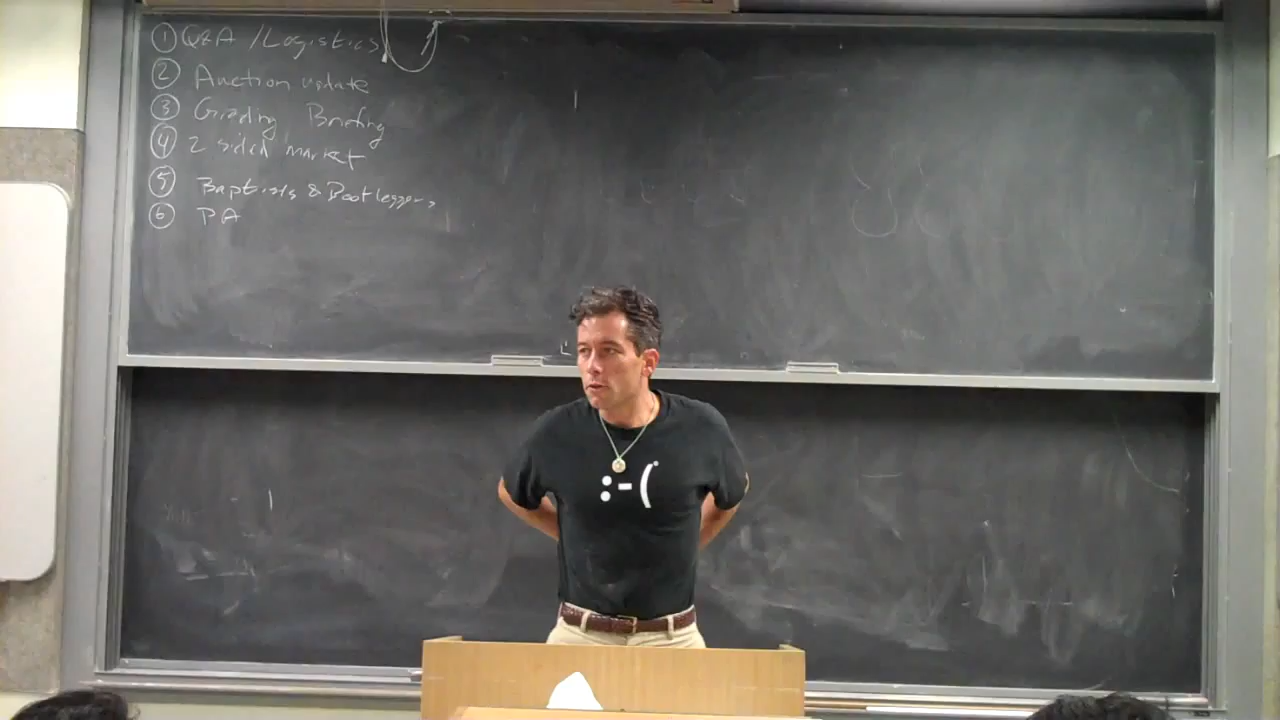 ① Q&A / Logistics
② Auction update
③ Grading Briefing
④ 2 sided market
⑤ Baptists & Bootleggers
⑥ PA
:-(